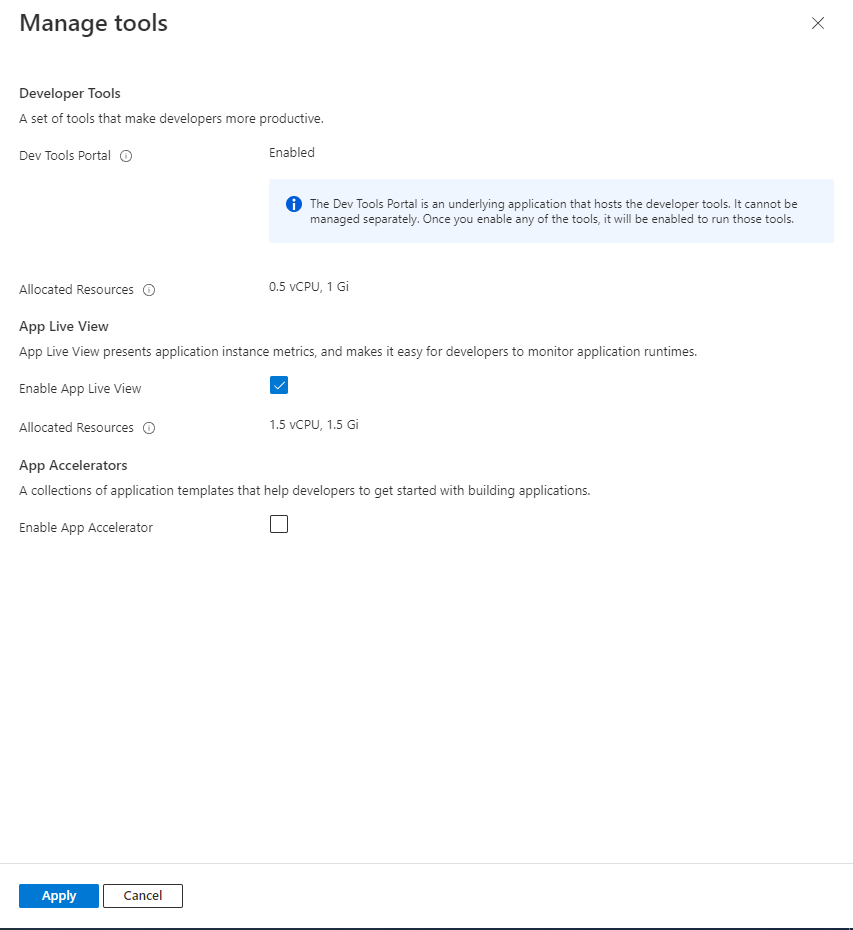 Manage tools
Developer Tools
A set of tools that make developers more productive.
Dev Tools Portal
Enabled
The Dev Tools Portal is an underlying application that hosts the developer tools. It cannot be
managed separately. Once you enable any of the tools, it will be enabled to run those tools.
Allocated Resources
0.5 vCPU, 1 Gi
App Live View
App Live View presents application instance metrics, and makes it easy for developers to monitor application runtimes.
Enable App Live View
Allocated Resources
1.5 vCPU, 1.5 Gi
App Accelerators
A collections of application templates that help developers to get started with building applications.
Enable App Accelerator
Apply
Cancel